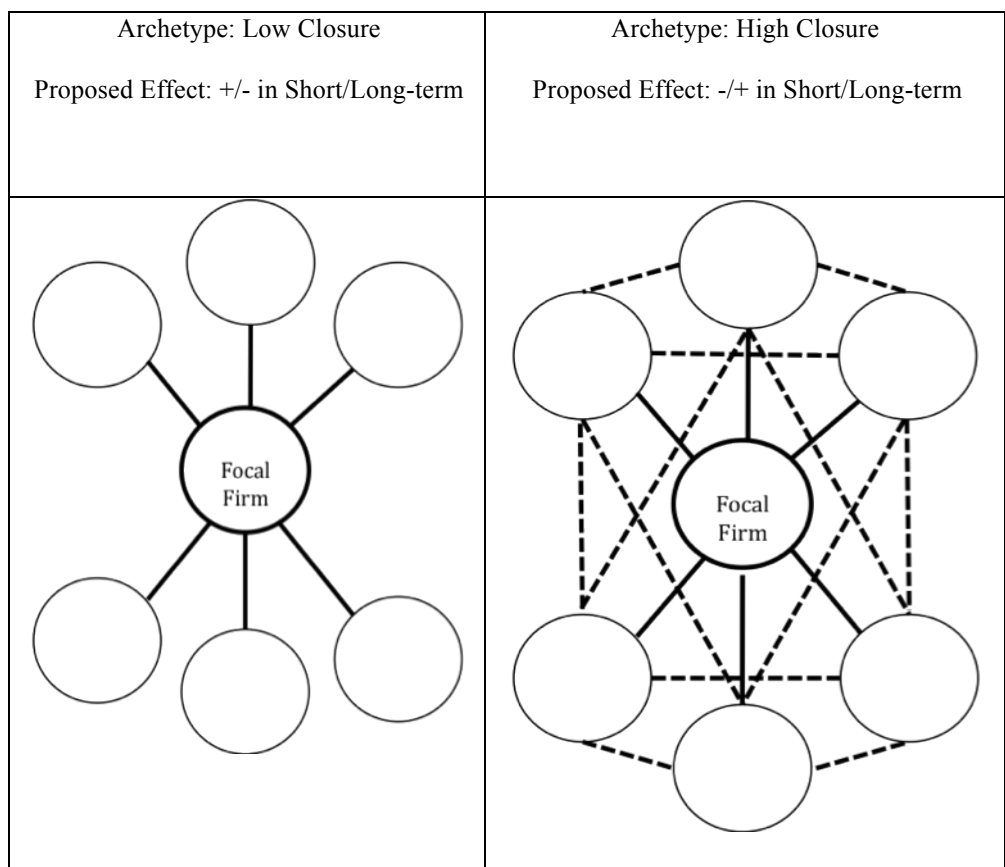 Archetype: Low Closure
Proposed Effect: +/- in Short/Long-term
Archetype: High Closure
Proposed Effect: -/+ in Short/Long-term
Focal
Firm
Focal
Firm